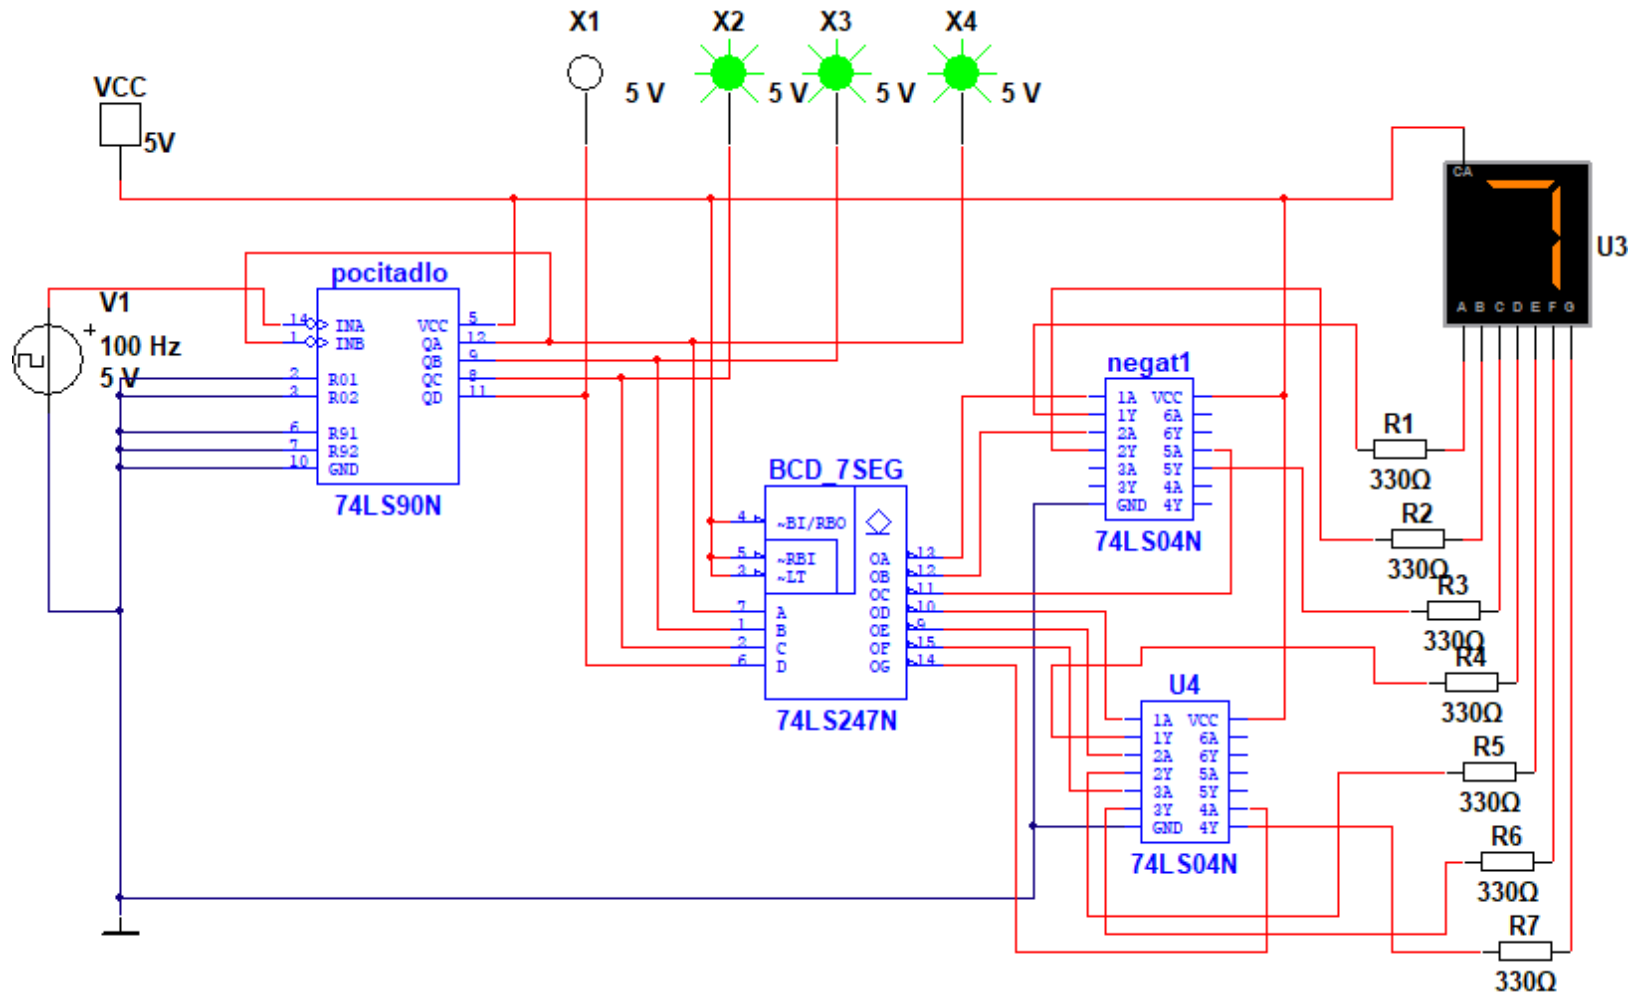 X1 X2 X3 X4
5 V 5 V 5 V 5 V
VCC
5V
CA
A B C D E F G
U3
V1
+
100 Hz
5 V
pocitadlo
14 INA VCC 5
1 INB QA 12
QB 9
2 R01 QC 8
3 R02 QD 11
6 R91
7 R92
10 GND
74LS90N
BCD_7SEG
4 ~BI/RBO
5 ~RBI OA 13
3 ~LT OB 12
OC 11
7 A OD 10
1 B OE 9
2 C OF 15
6 D OG 14
74LS247N
negat1
1A VCC
1Y 6A
2A 6Y
2Y 5A
3A 5Y
3Y 4A
GND 4Y
74LS04N
U4
1A VCC
1Y 6A
2A 6Y
2Y 5A
3A 5Y
3Y 4A
GND 4Y
74LS04N
R1
330Ω
R2
330Ω
R3
330Ω
R4
330Ω
R5
330Ω
R6
330Ω
R7
330Ω